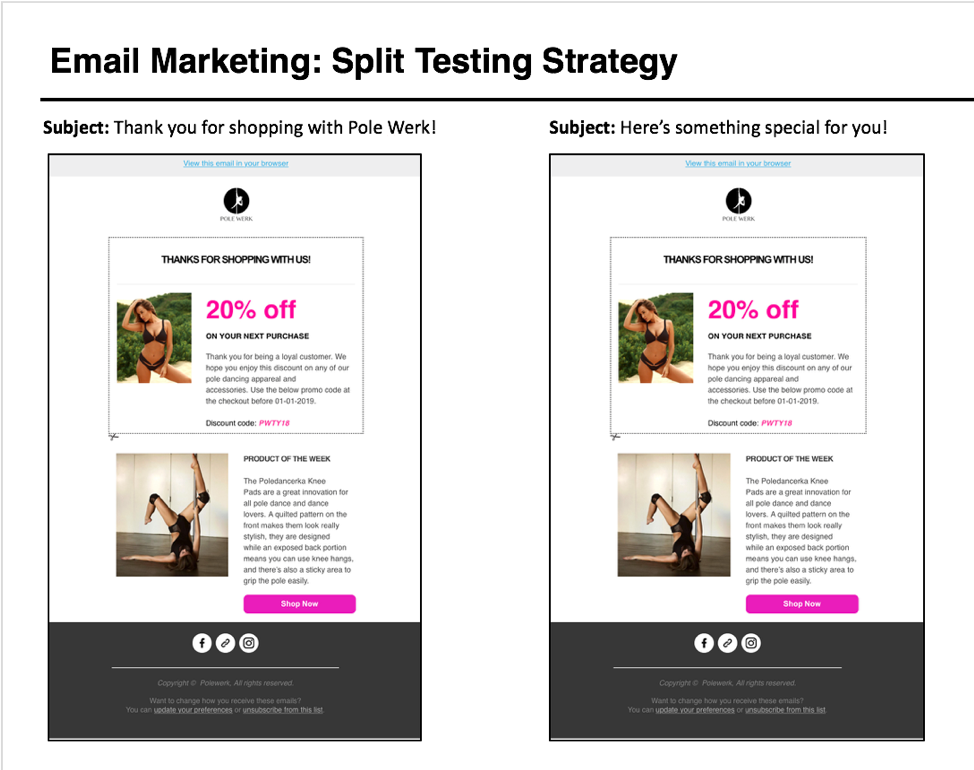 Email Marketing: Split Testing Strategy
Subject: Thank you for shopping with Pole Werk!
View this email in your browser
POLE WERK
THANKS FOR SHOPPING WITH US!
20% off
ON YOUR NEXT PURCHASE
Thank you for being a loyal customer. We
hope you enjoy this discount on any of our
pole dancing appareal and
accessories. Use the below promo code at
the checkout before 01-01-2019.
Discount code: PWTY18
PRODUCT OF THE WEEK
The Poledancerka Knee
Pads are a great innovation for
all pole dance and dance
lovers. A quilted pattern on the
front makes them look really
stylish, they are designed
while an exposed back portion
means you can use knee hangs,
and there's also a sticky area to
grip the pole easily.
Shop Now
Copyright © Polewerk, All rights reserved.
Want to change how you receive these emails?
You can update your preferences or unsubscribe from this list.
Subject: Here's something special for you!
View this email in your browser
POLE WERK
THANKS FOR SHOPPING WITH US!
20% off
ON YOUR NEXT PURCHASE
Thank you for being a loyal customer. We
hope you enjoy this discount on any of our
pole dancing appareal and
accessories. Use the below promo code at
the checkout before 01-01-2019.
Discount code: PWTY18
PRODUCT OF THE WEEK
The Poledancerka Knee
Pads are a great innovation for
all pole dance and dance
lovers. A quilted pattern on the
front makes them look really
stylish, they are designed
while an exposed back portion
means you can use knee hangs,
and there's also a sticky area to
grip the pole easily.
Shop Now
Copyright © Polewerk, All rights reserved.
Want to change how you receive these emails?
You can update your preferences or unsubscribe from this list.